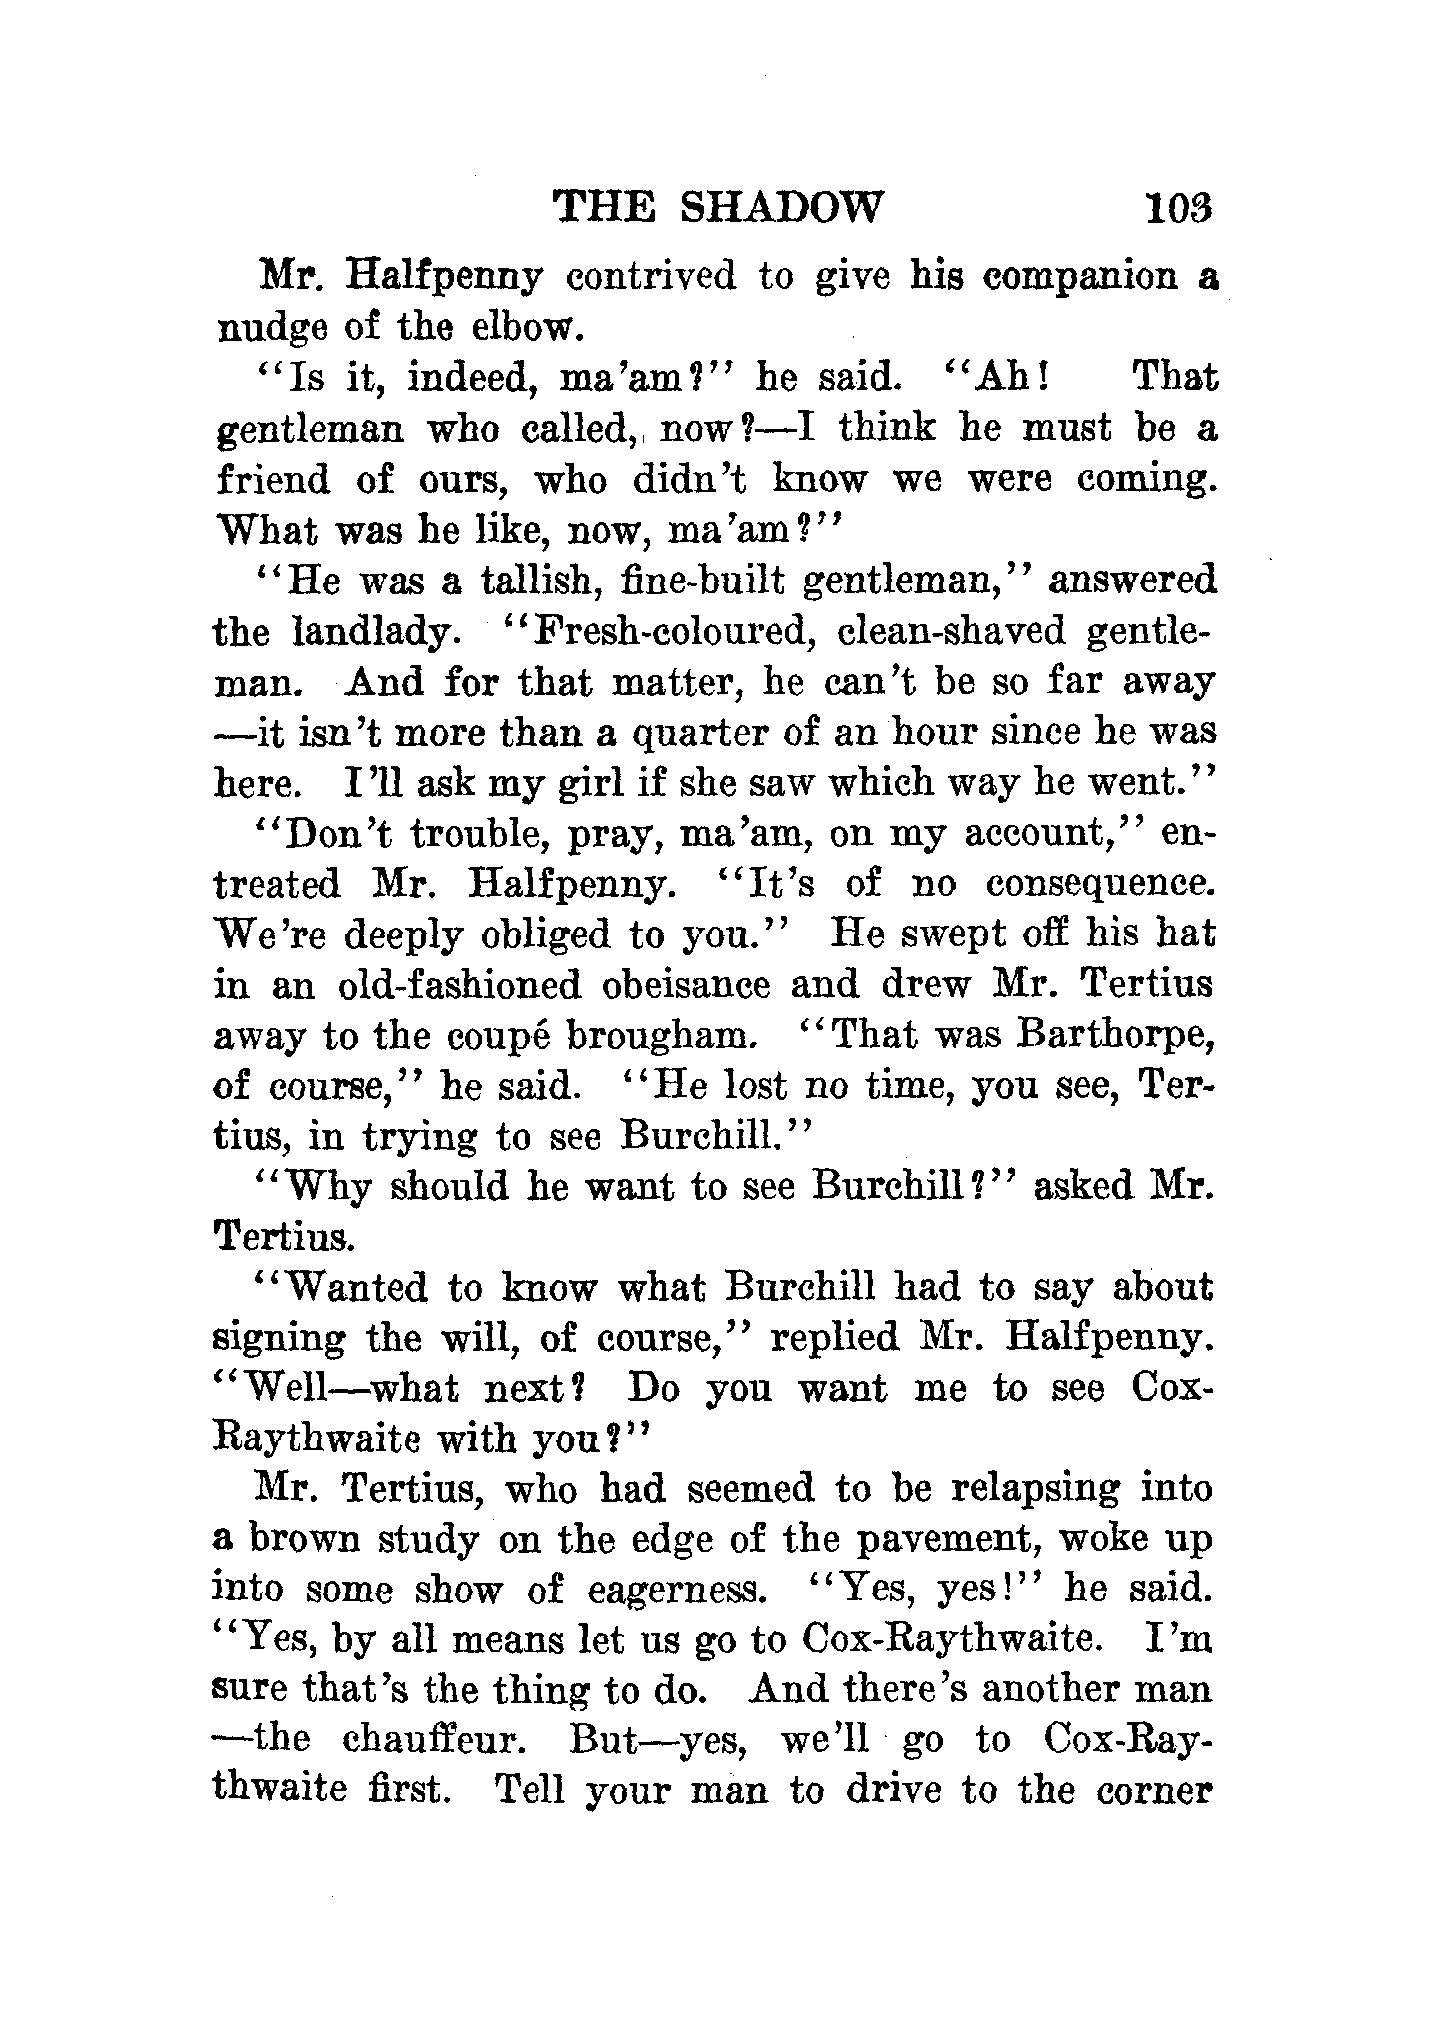 THE SHADOW 103
Mr. Halfpenny contrived to give his companion a
nudge of the elbow.
"Is it, indeed, ma'am?" he said. "Ah! That
gentleman who called, now?—I think he must be a
friend of ours, who didn't know we were coming.
What was he like, now, ma'am?"
"He was a tallish, fine-built gentleman," answered
the landlady. "Fresh-coloured, clean-shaved gentle-
man. And for that matter, he can't be so far away
—it isn't more than a quarter of an hour since he was
here. I'll ask my girl if she saw which way he went."
"Don't trouble, pray, ma'am, on my account," en-
treated Mr. Halfpenny. "It's of no consequence.
We're deeply obliged to you." He swept off his hat
in an old-fashioned obeisance and drew Mr. Tertius
away to the coupé brougham. "That was Barthorpe,
of course," he said. "He lost no time, you see, Ter-
tius, in trying to see Burchill."
"Why should he want to see Burchill?" asked Mr.
Tertius.
"Wanted to know what Burchill had to say about
signing the will, of course," replied Mr. Halfpenny.
"Well—what next? Do you want me to see Cox-
Raythwaite with you?"
Mr. Tertius, who had seemed to be relapsing into
a brown study on the edge of the pavement, woke up
into some show of eagerness. "Yes, yes!" he said.
"Yes, by all means let us go to Cox-Raythwaite. I'm
sure that's the thing to do. And there's another man
—the chauffeur. But—yes, we'll go to Cox-Ray-
thwaite first. Tell your man to drive to the corner